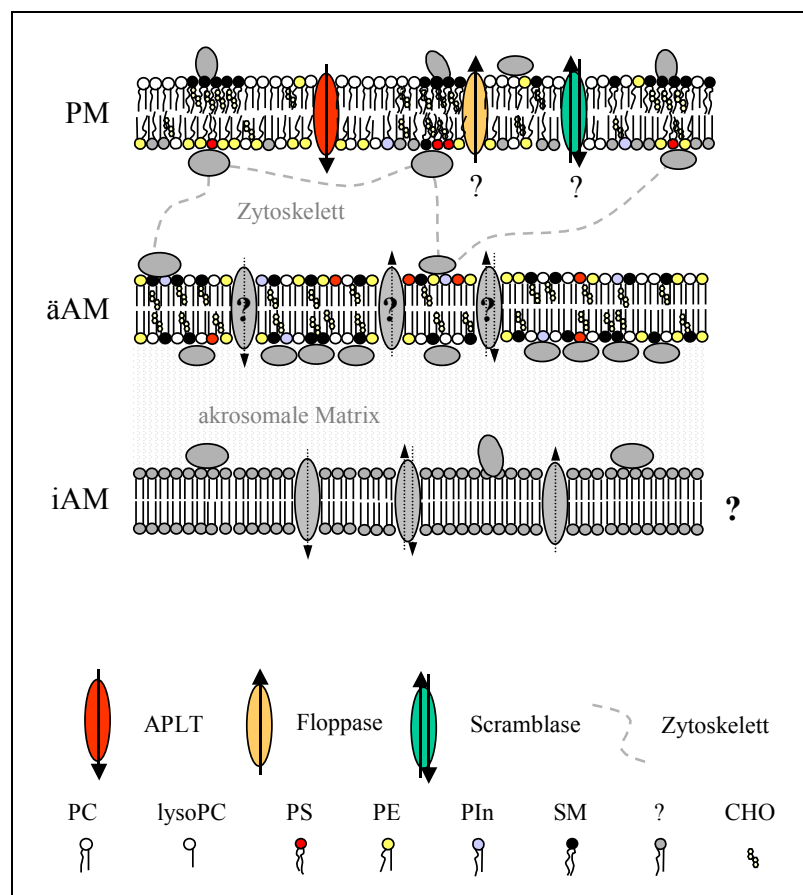 PM
? ?
Zytoskelett
äAM
? ? ?
akrosomale Matrix
iAM
?
APLT Floppase Scramblase Zytoskelett
PC lysoPC PS PE PIn SM ? CHO